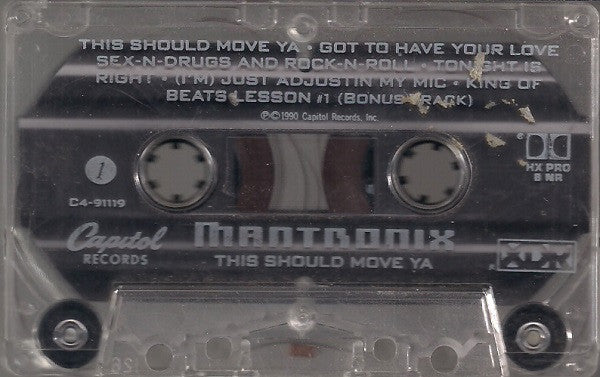 THIS SHOULD MOVE YA • GOT TO HAVE YOUR LOVE
SEX-N-DRUGS AND ROCK-N-ROLL • TONIGHT IS
RIGHT • (I'M) JUST ADJUSTIN MY MIC • KING OF
BEATS LESSON #1 (BONUS TRACK)
℗©1990 Capitol Records, Inc.
1
HX PRO
B NR
C4-91119
Capitol
RECORDS
MANTRONIX
XDR
THIS SHOULD MOVE YA